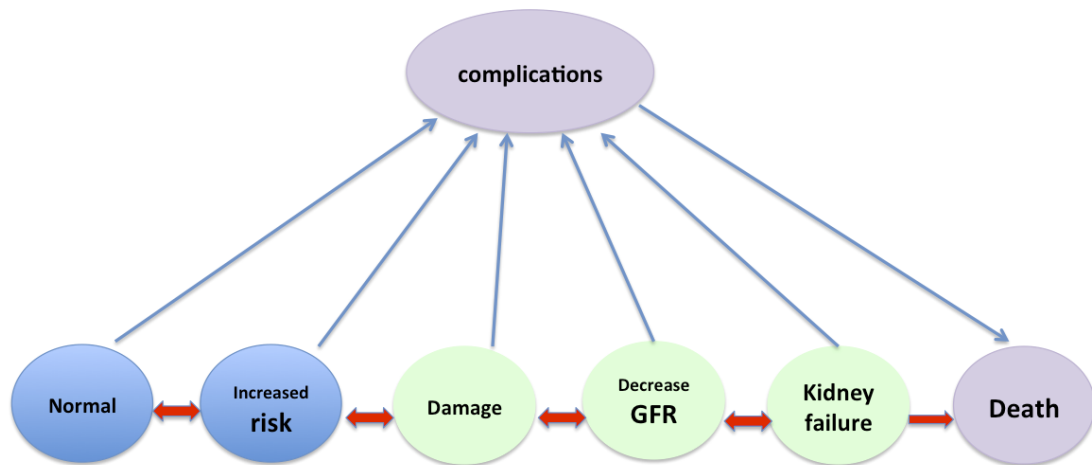 complications
Normal
Increased
risk
Damage
Decrease
GFR
Kidney
failure
Death